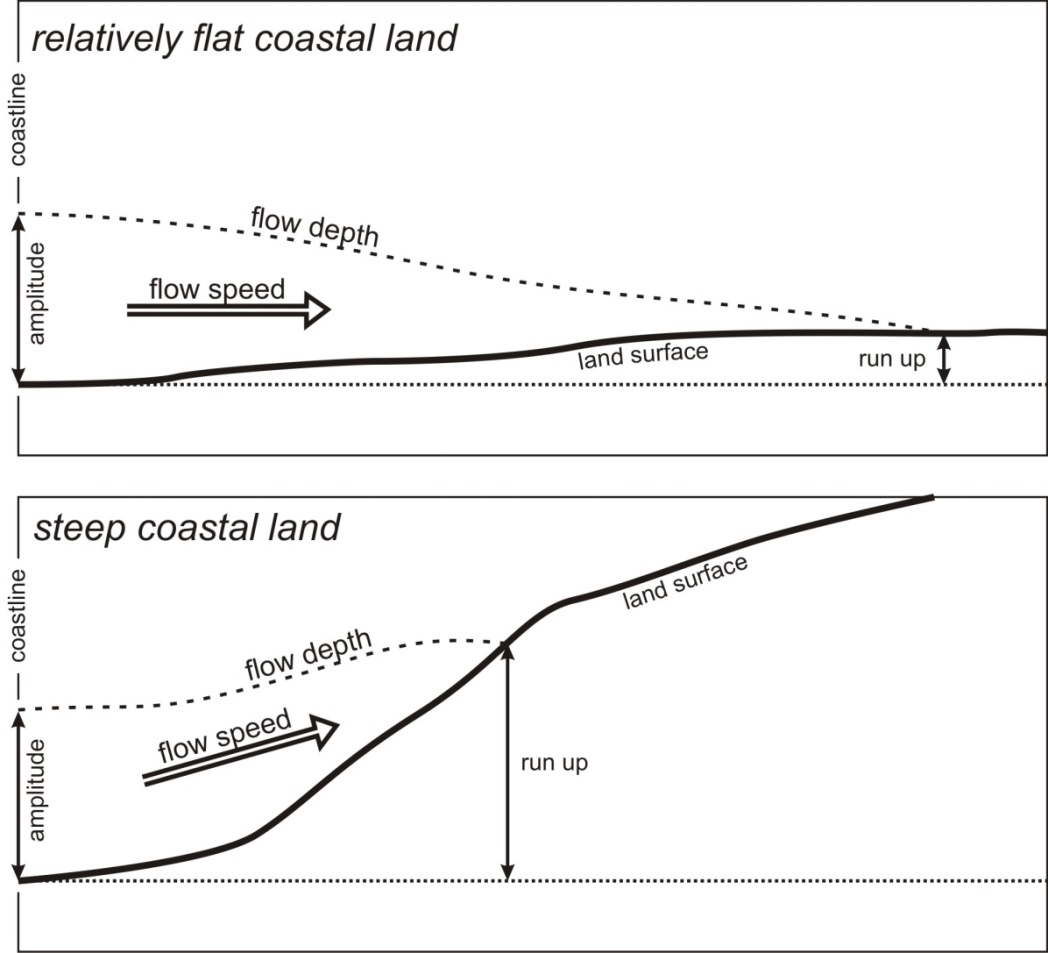 relatively flat coastal land
coastline
amplitude
flow depth
flow speed
land surface
run up
steep coastal land
coastline
amplitude
flow depth
flow speed
land surface
run up